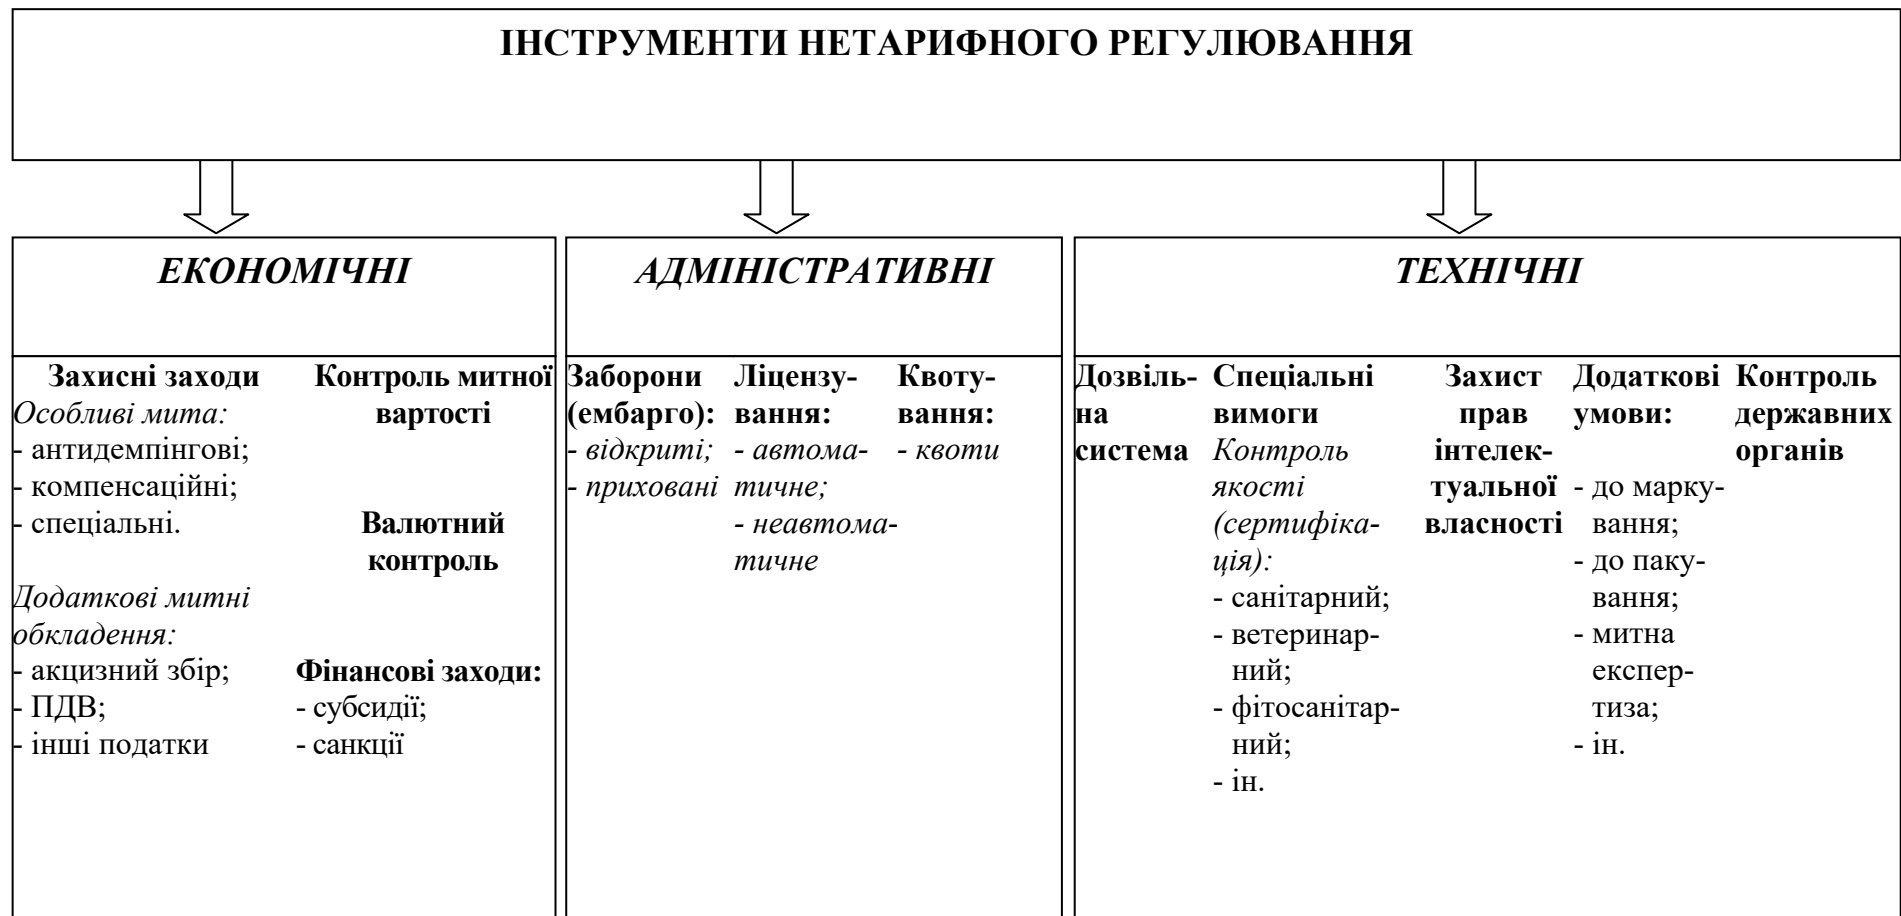 ІНСТРУМЕНТИ НЕТАРИФНОГО РЕГУЛЮВАННЯ
ЕКОНОМІЧНІ
Захисні заходи
Особливі мита:
- антидемпінгові;
- компенсаційні;
- спеціальні.
Додаткові митні
обкладення:
- акцизний збір;
- ПДВ;
- інші податки
Контроль митної
вартості
Валютний
контроль
Фінансові заходи:
- субсидії;
- санкції
АДМІНІСТРАТИВНІ
Заборони
(ембарго):
- відкриті;
- приховані
Ліцензу-
вання:
- автома-
тичне;
- неавтома-
тичне
Квоту-
вання:
- квоти
ТЕХНІЧНІ
Дозвіль-
на
система
Спеціальні
вимоги
Контроль
якості
(сертифіка-
ція):
- санітарний;
- ветеринар-
ний;
- фітосанітар-
ний;
- ін.
Захист
прав
інтелек-
туальної
власності
Додаткові
умови:
- до марку-
вання;
- до паку-
вання;
- митна
експер-
тиза;
- ін.
Контроль
державних
органів